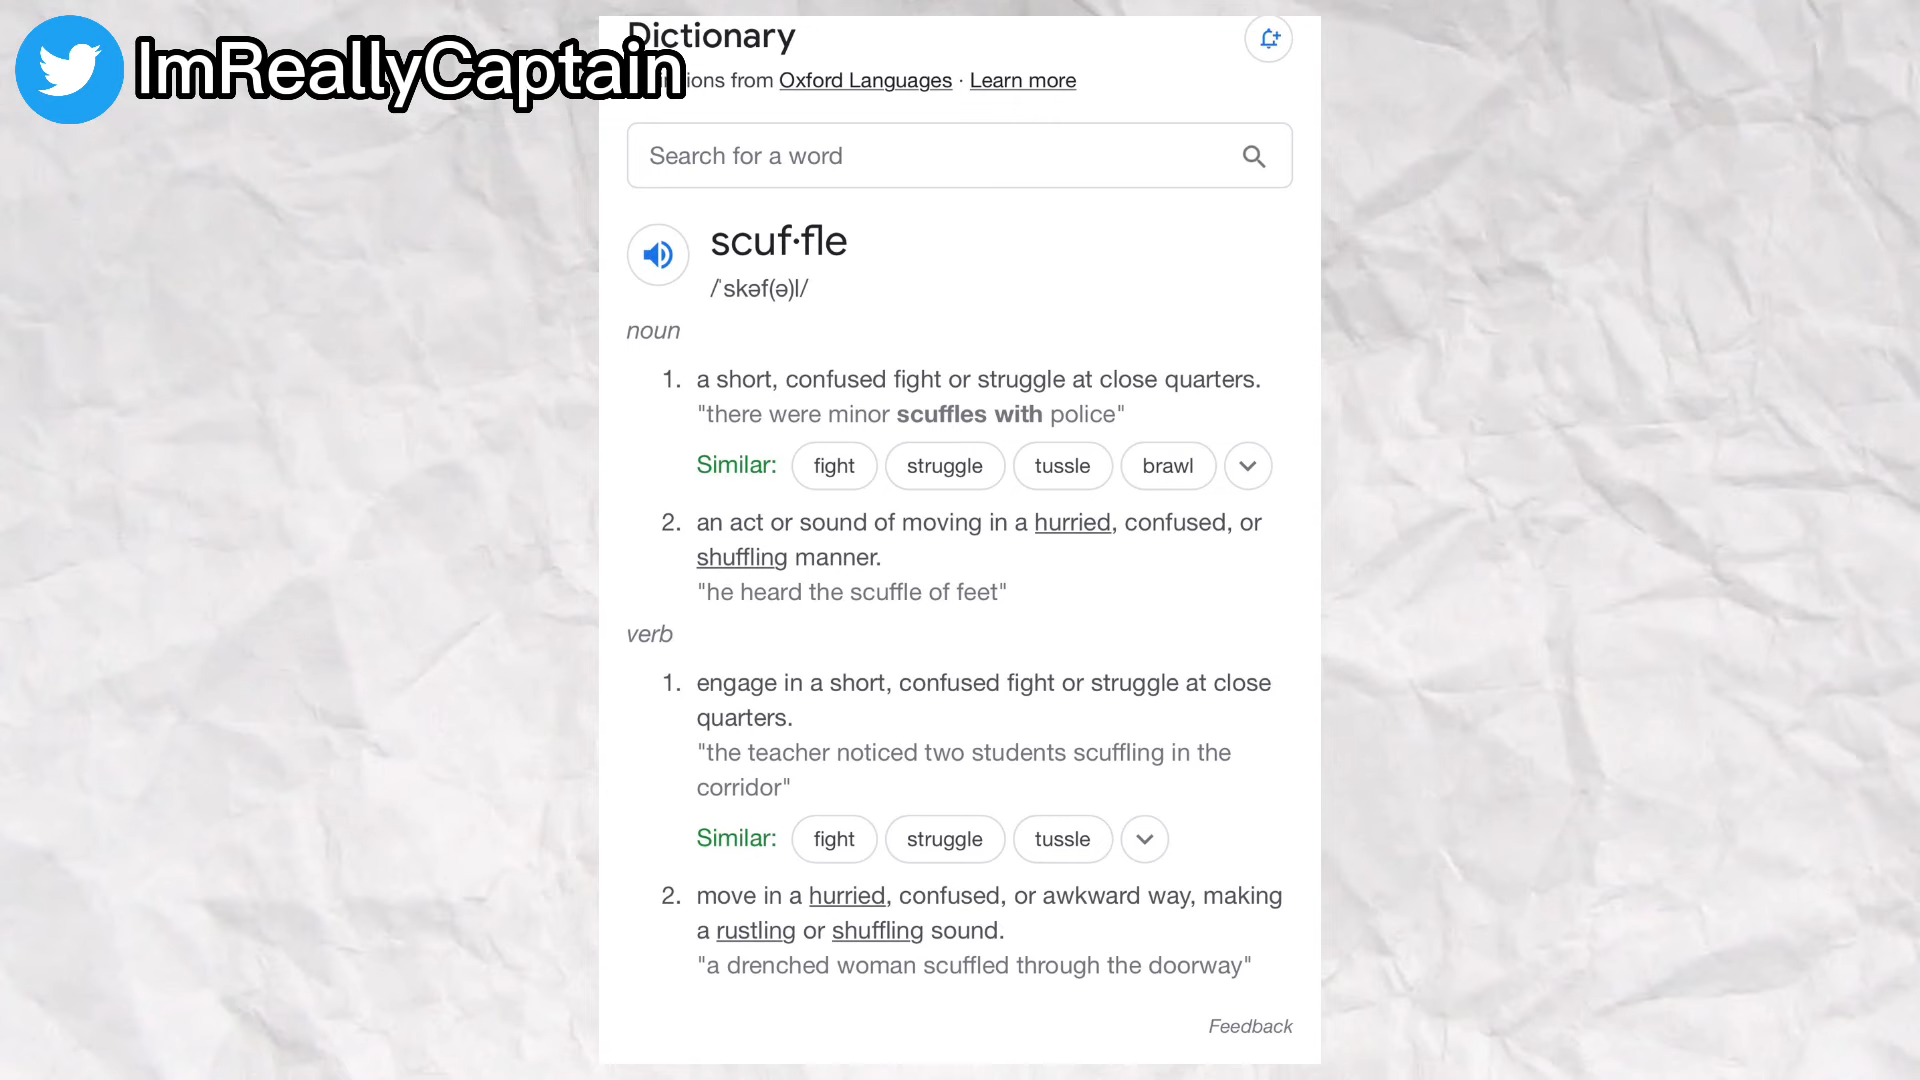 ImReallyCaptain
Dictionary
ions from Oxford Languages · Learn more
Search for a word
scuf·fle
/ˈskəf(ə)l/
noun
1. a short, confused fight or struggle at close quarters.
"there were minor scuffles with police"
Similar: fight struggle tussle brawl
2. an act or sound of moving in a hurried, confused, or
shuffling manner.
"he heard the scuffle of feet"
verb
1. engage in a short, confused fight or struggle at close
quarters.
"the teacher noticed two students scuffling in the
corridor"
Similar: fight struggle tussle
2. move in a hurried, confused, or awkward way, making
a rustling or shuffling sound.
"a drenched woman scuffled through the doorway"
Feedback